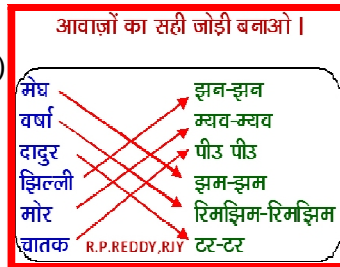 आवाज़ों का सही जोड़ी बनाओ |
)
मेघ झन-झन
वर्षा म्यव-म्यव
दादुर पीउ पीउ
झिल्ली झम-झम
मोर रिमझिम-रिमझिम
चातक R.P.REDDY,RJY टर-टर